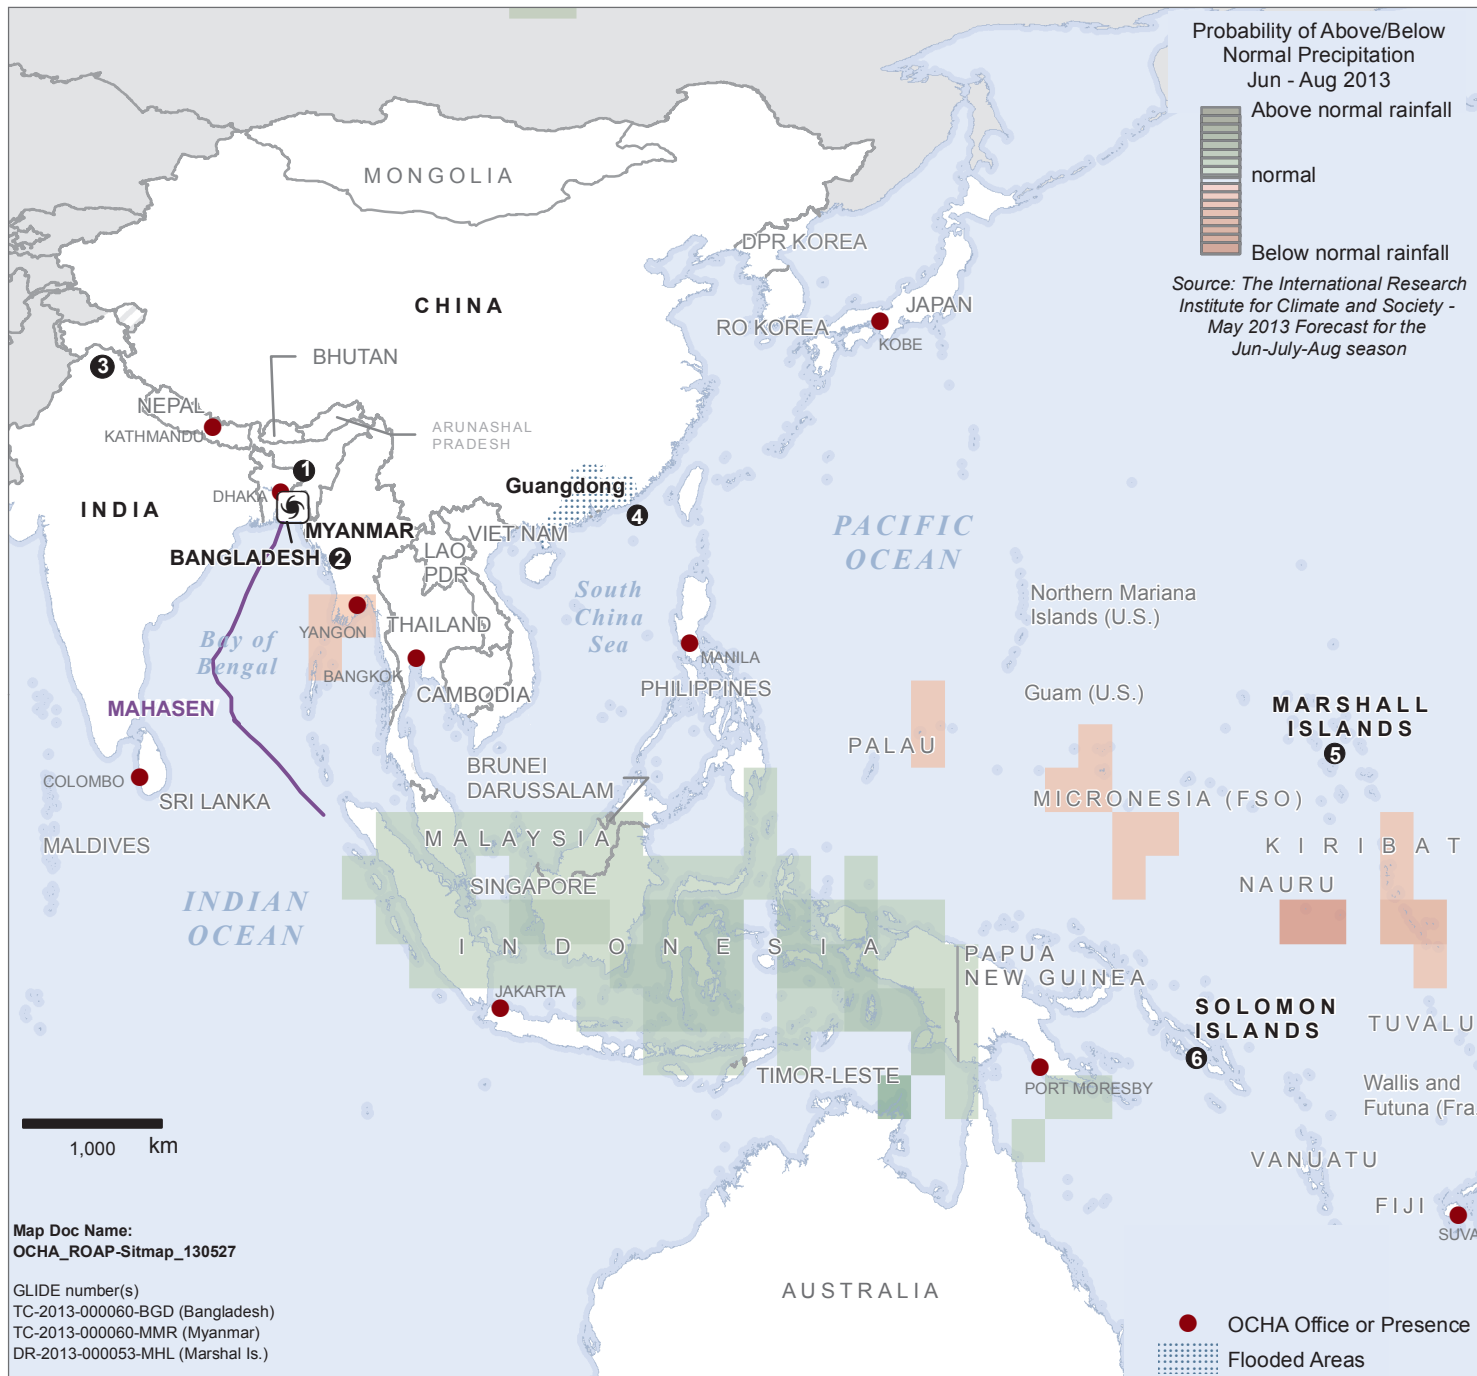 Probability of Above/Below
Normal Precipitation
Jun - Aug 2013
Above normal rainfall
normal
Below normal rainfall
Source: The International Research
Institute for Climate and Society -
May 2013 Forecast for the
Jun-July-Aug season
MONGOLIA
DPR KOREA
CHINA
JAPAN
RO KOREA
KOBE
BHUTAN
3
NEPAL
KATHMANDU
ARUNASHAL
PRADESH
1
DHAKA
Guangdong
4
INDIA
MYANMAR
VIET NAM
BANGLADESH
2
LAO
PDR
PACIFIC
OCEAN
South
China
Sea
Northern Mariana
Islands (U.S.)
YANGON
THAILAND
Bay of
Bengal
BANGKOK
MANILA
CAMBODIA
PHILIPPINES
Guam (U.S.)
MAHASEN
MARSHALL
ISLANDS
5
PALAU
BRUNEI
DARUSSALAM
COLOMBO
SRI LANKA
MICRONESIA (FSO)
MALDIVES
MALAYSIA
KIRIBAT
SINGAPORE
NAURU
INDIAN
OCEAN
INDONESIA
PAPUA
NEW GUINEA
JAKARTA
SOLOMON
ISLANDS
6
TUVALU
TIMOR-LESTE
PORT MORESBY
Wallis and
Futuna (Fra.
1,000 km
VANUATU
FIJI
SUVA
Map Doc Name:
OCHA_ROAP-Sitmap_130527
GLIDE number(s)
TC-2013-000060-BGD (Bangladesh)
TC-2013-000060-MMR (Myanmar)
DR-2013-000053-MHL (Marshal Is.)
AUSTRALIA
OCHA Office or Presence
Flooded Areas